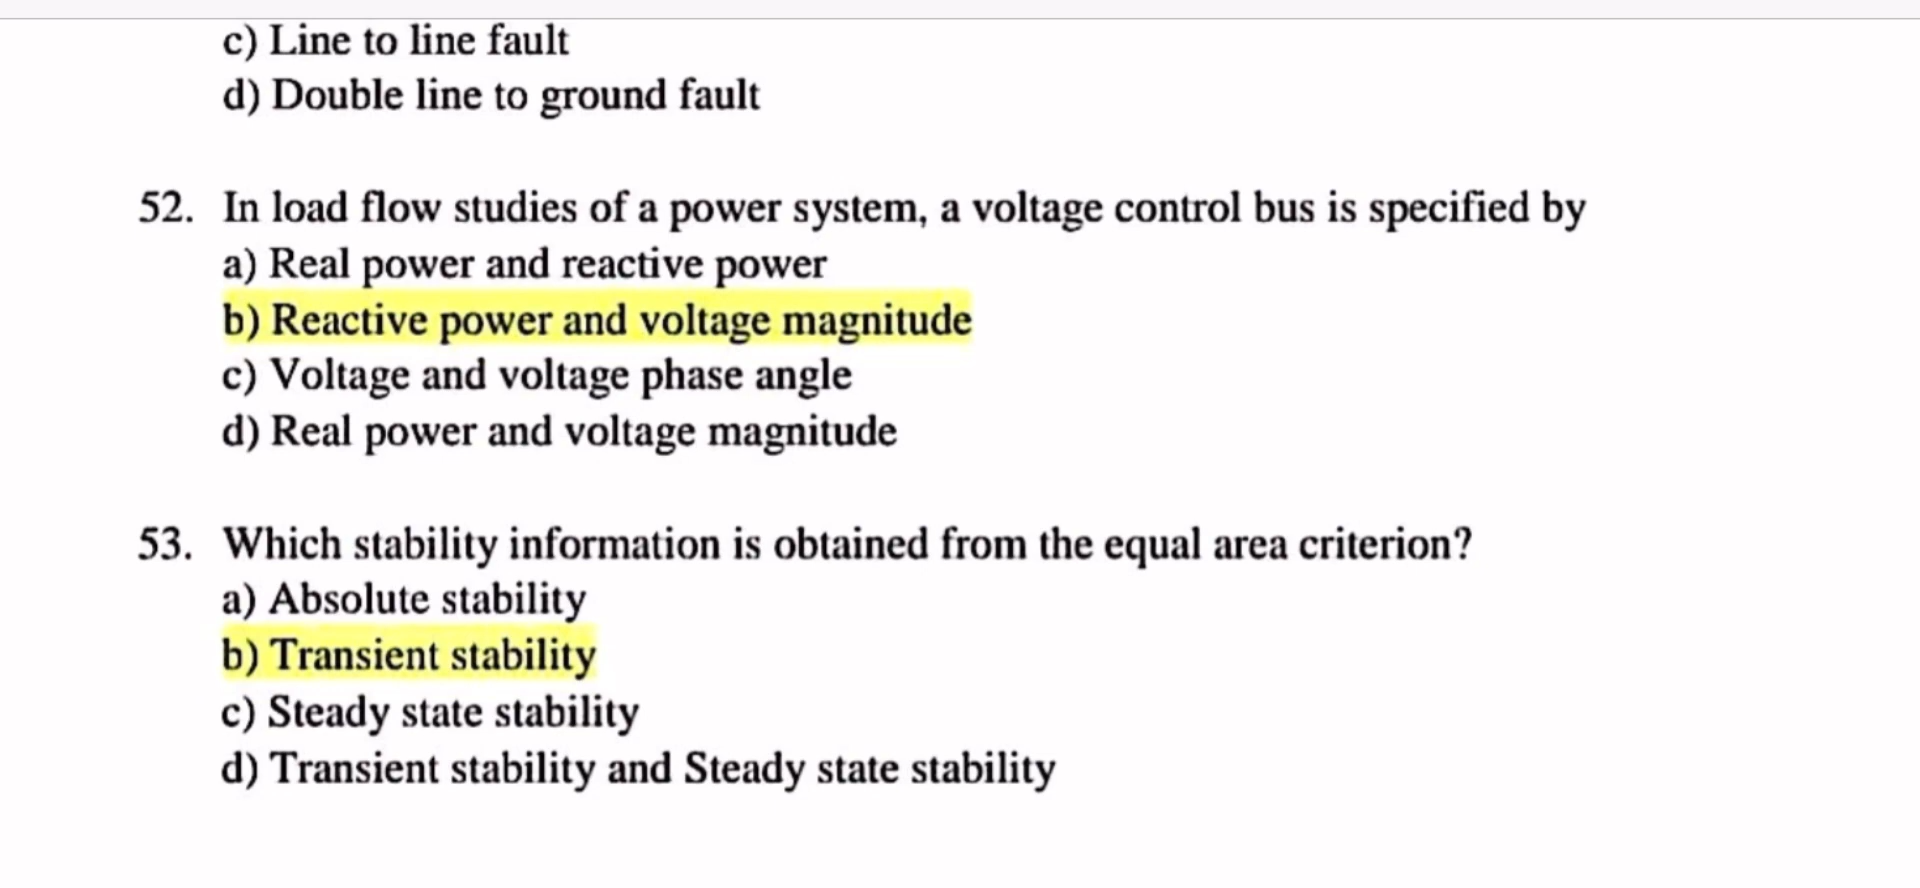 c) Line to line fault
d) Double line to ground fault
52. In load flow studies of a power system, a voltage control bus is specified by
a) Real power and reactive power
b) Reactive power and voltage magnitude
c) Voltage and voltage phase angle
d) Real power and voltage magnitude
53. Which stability information is obtained from the equal area criterion?
a) Absolute stability
b) Transient stability
c) Steady state stability
d) Transient stability and Steady state stability